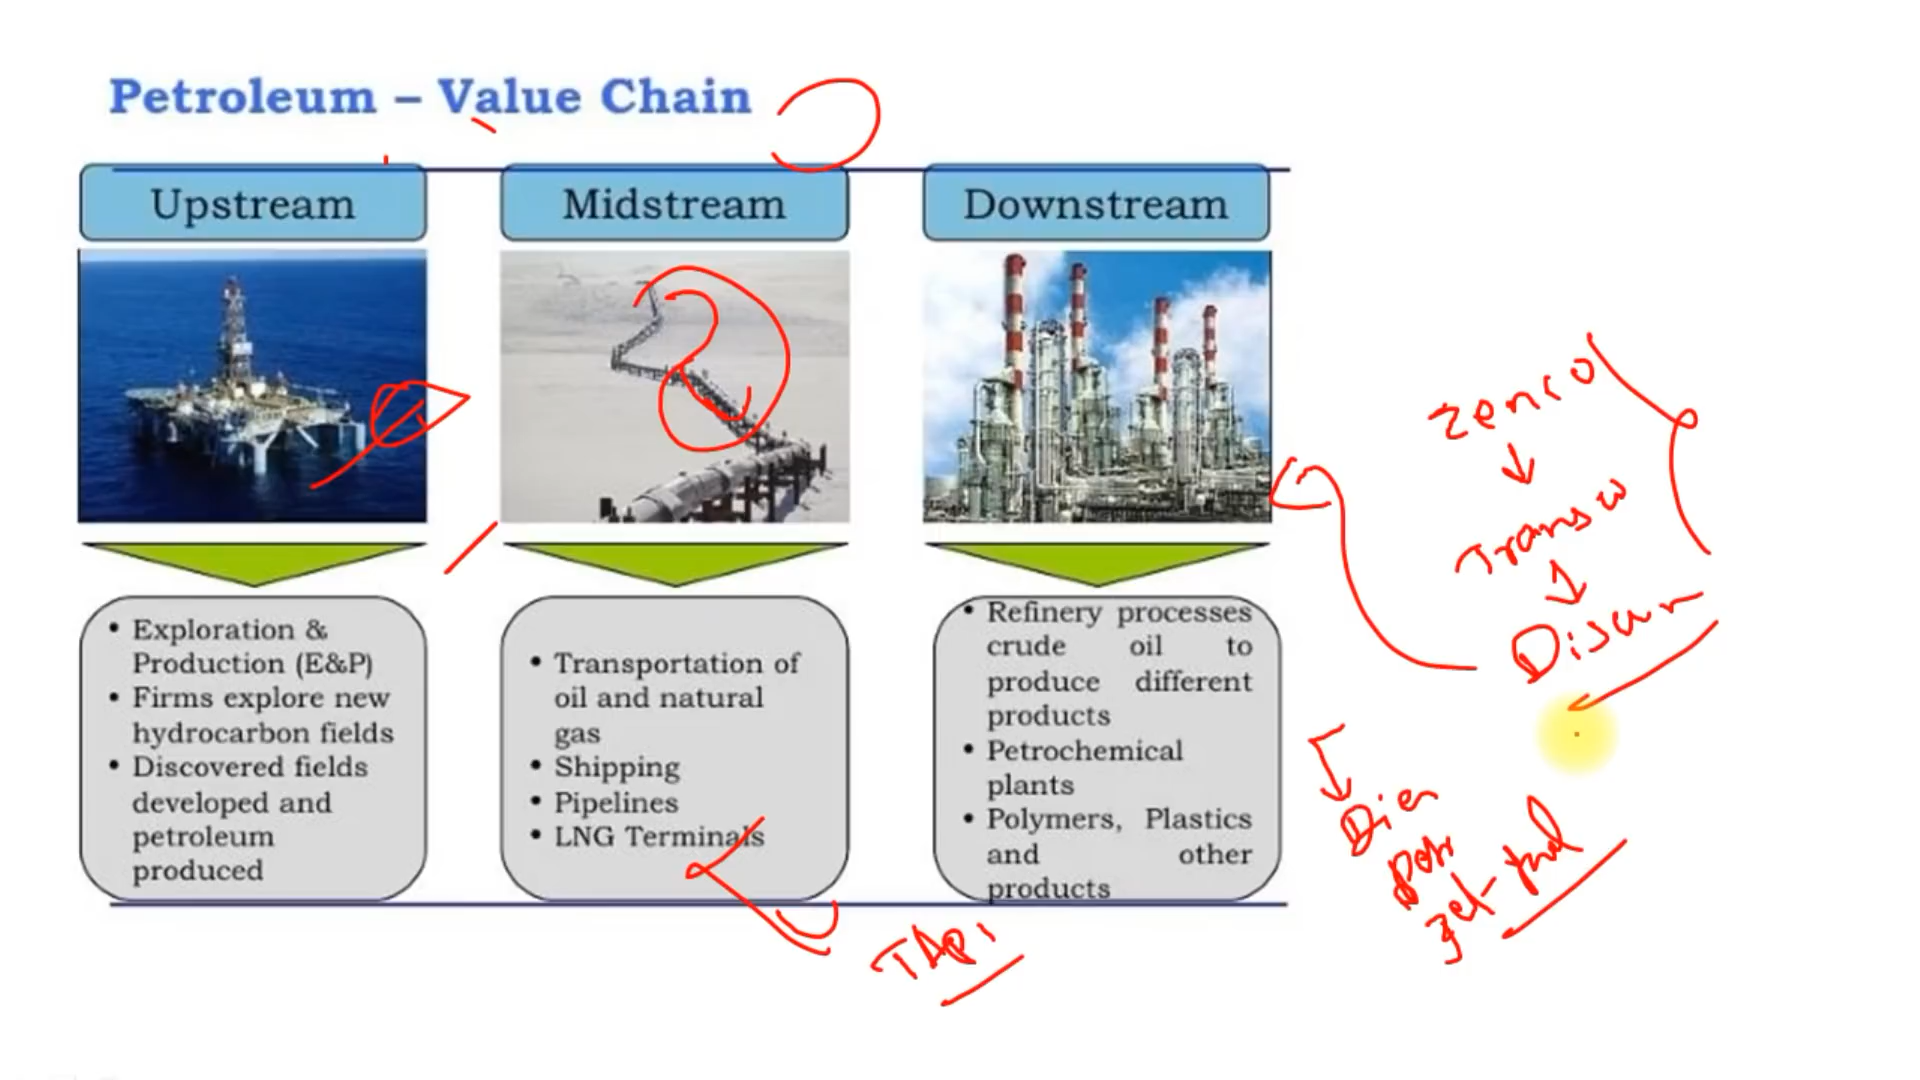 Petroleum – Value Chain
Upstream
Midstream
Downstream
• Exploration &
Production (E&P)
• Firms explore new
hydrocarbon fields
• Discovered fields
developed and
petroleum
produced
• Transportation of
oil and natural
gas
• Shipping
• Pipelines
• LNG Terminals
• Refinery processes
crude oil to
produce different
products
• Petrochemical
plants
• Polymers, Plastics
and other
products
TAPI